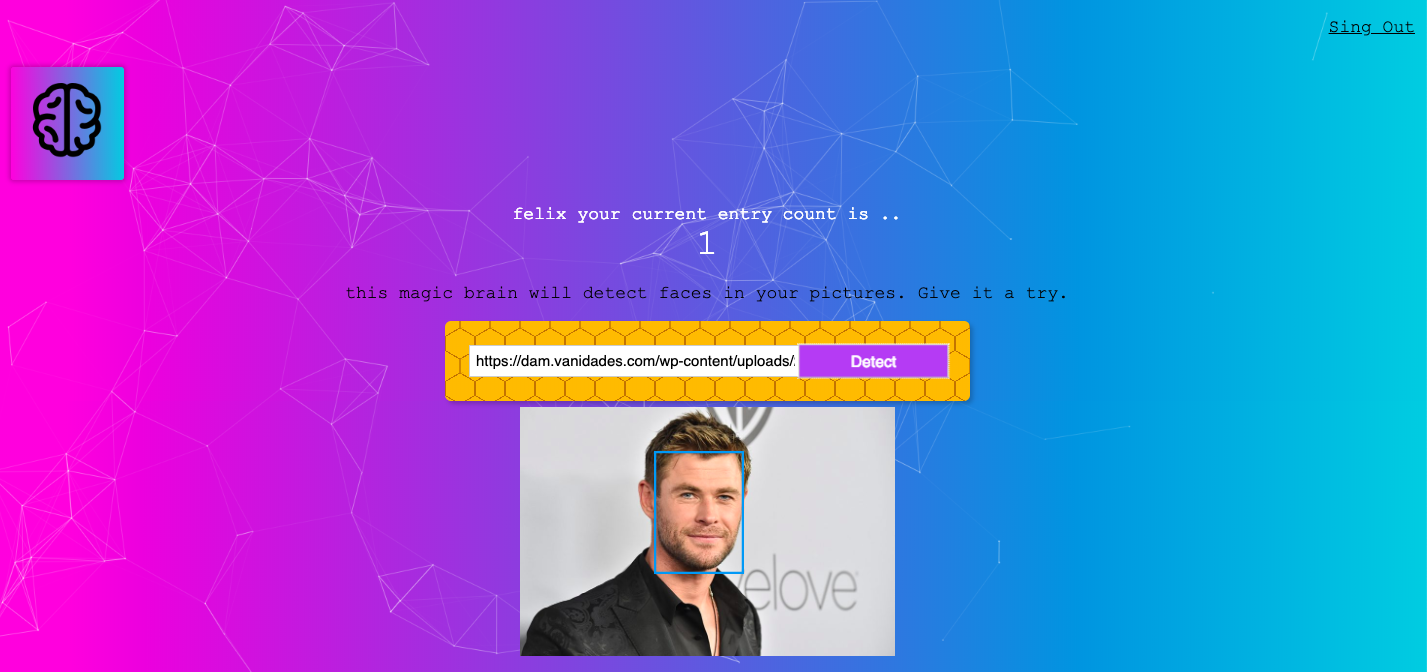 Sing Out
felix your current entry count is ..
1
this magic brain will detect faces in your pictures. Give it a try.
https://dam.vanidades.com/wp-content/uploads/
Detect
elove